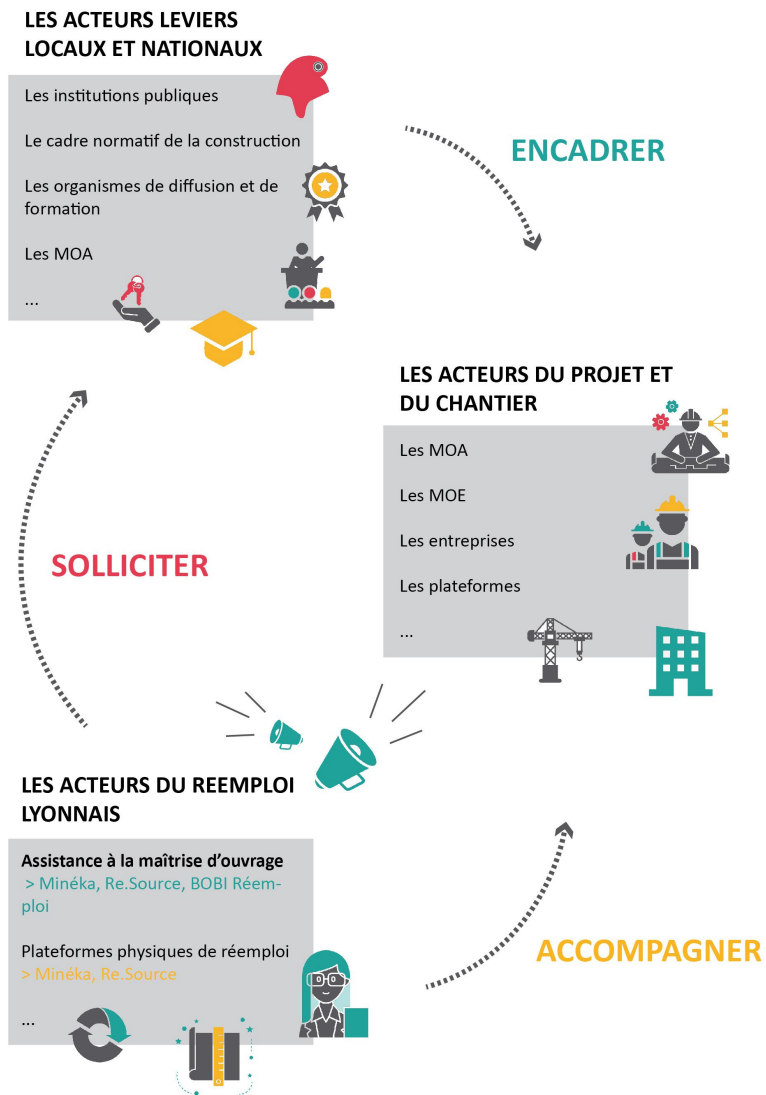 LES ACTEURS LEVIERS
LOCAUX ET NATIONAUX
Les institutions publiques
Le cadre normatif de la construction
Les organismes de diffusion et de
formation
Les MOA
...
ENCADRER
LES ACTEURS DU PROJET ET
DU CHANTIER
Les MOA
Les MOE
Les entreprises
Les plateformes
...
SOLLICITER
LES ACTEURS DU REEMPLOI
LYONNAIS
Assistance à la maîtrise d’ouvrage
> Minéka, Re.Source, BOBI Réem-
ploi
Plateformes physiques de réemploi
> Minéka, Re.Source
...
ACCOMPAGNER